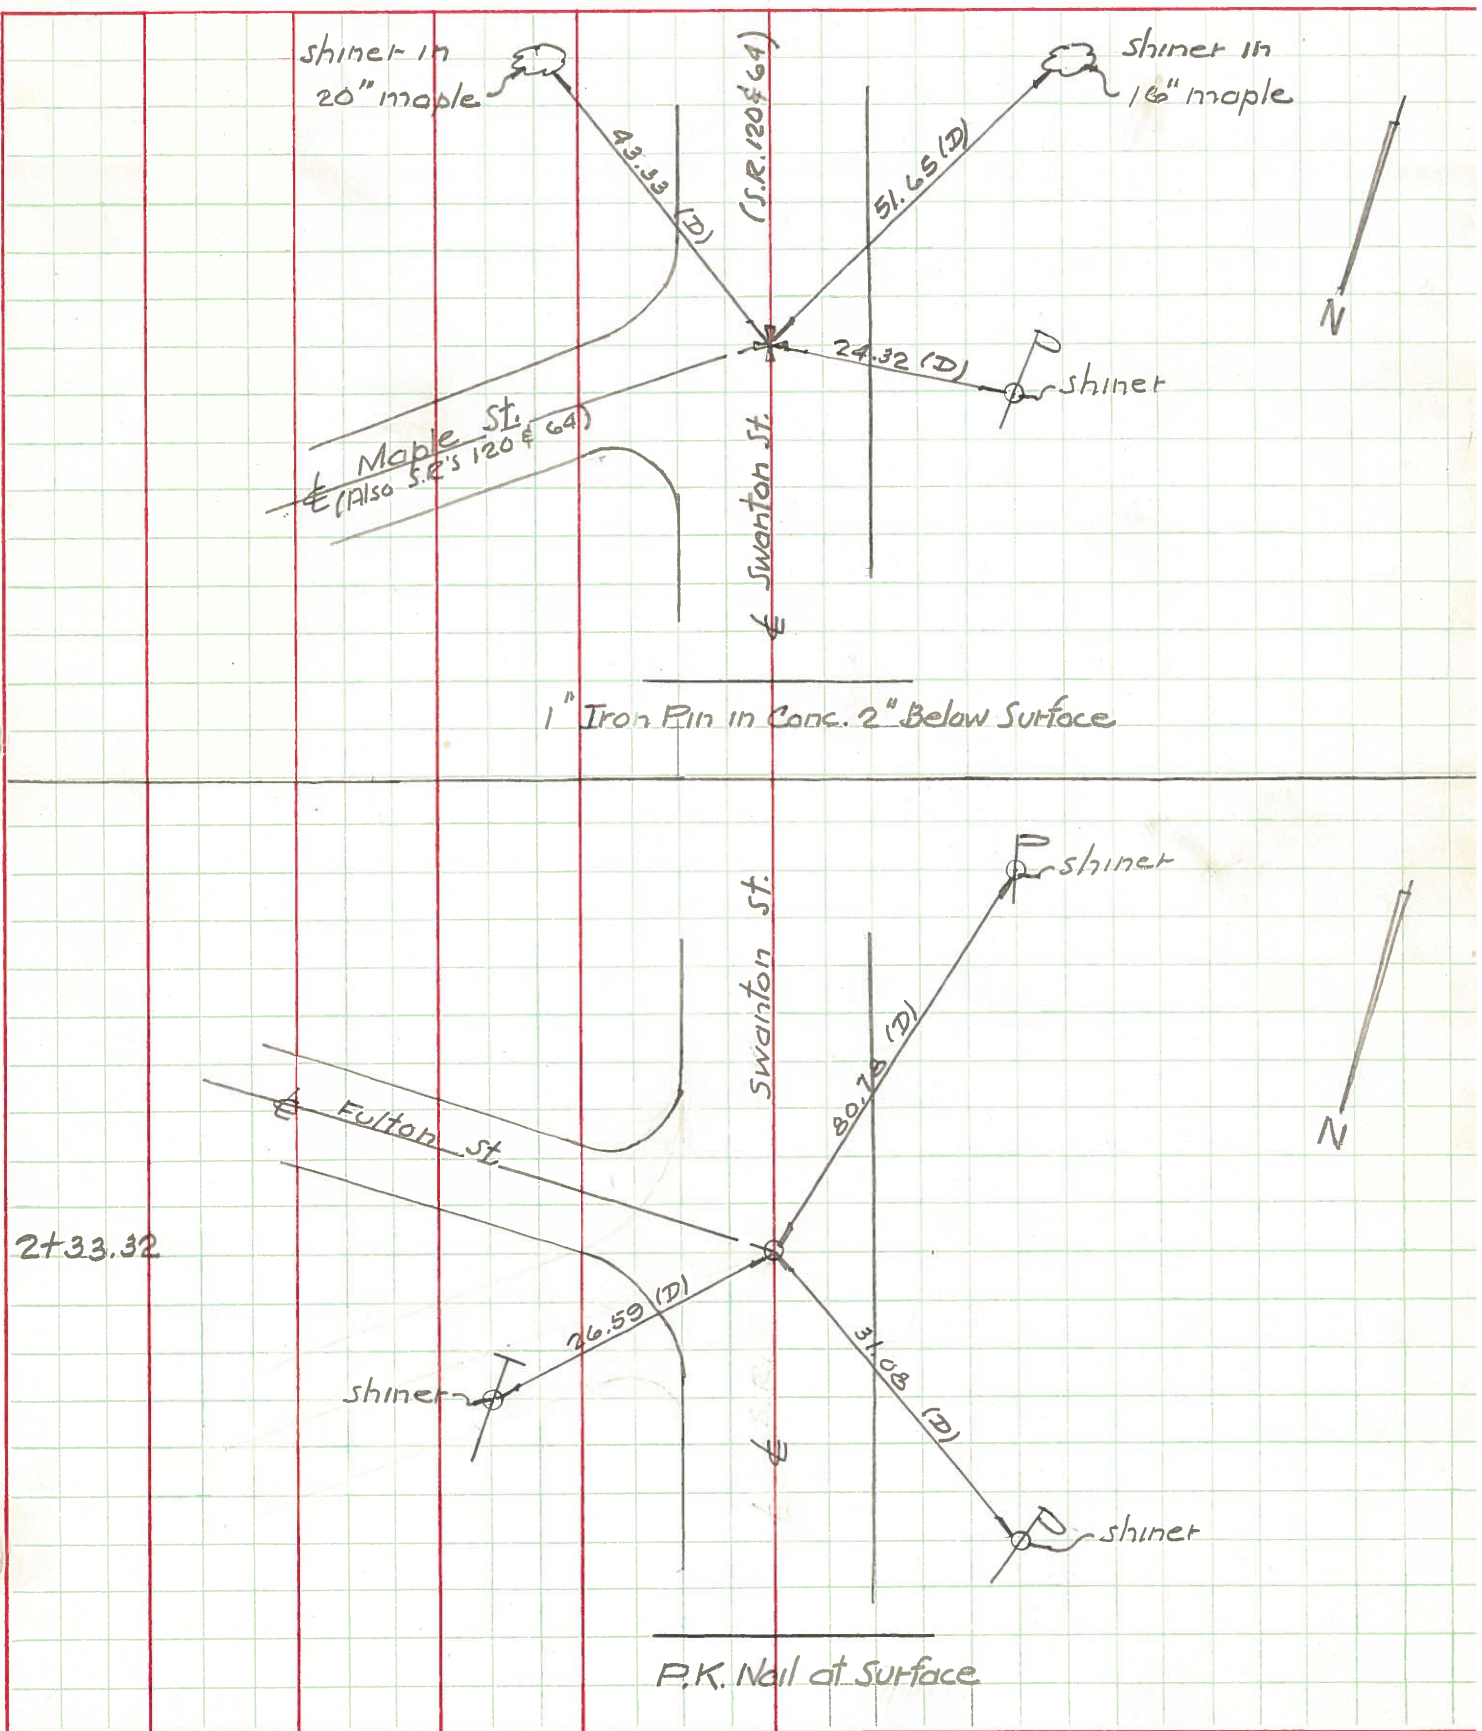 shiner in
20" maple
(S.R. 120 & 64)
shiner in
16" maple
43.33 (D)
51.65 (D)
24.32 (D)
shiner
N
Maple St.
(Also S.R's 120 & 64)
℄
℄ Swanton St.
1" Iron Pin in Conc. 2" Below Surface
shiner
Swanton St.
80.78 (D)
N
℄ Fulton St.
2+33.32
26.59 (D)
31.08 (D)
shiner
℄
shiner
P.K. Nail at Surface